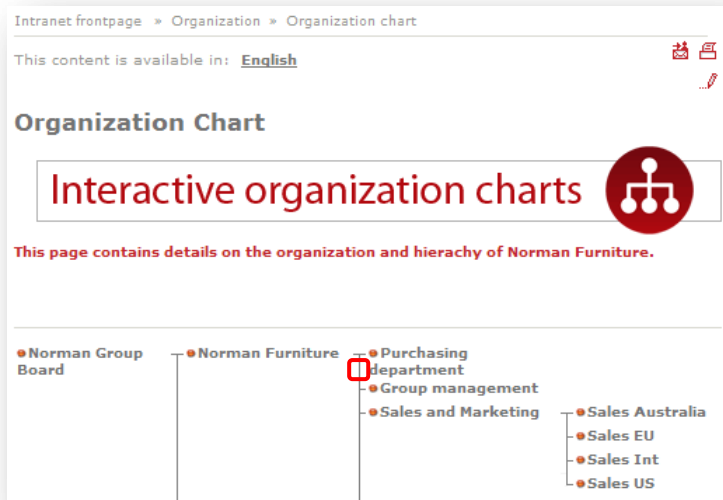 Intranet frontpage » Organization » Organization chart
This content is available in: English
Organization Chart
Interactive organization charts
This page contains details on the organization and hierachy of Norman Furniture.
Norman Group Board
Norman Furniture
Purchasing department
Group management
Sales and Marketing
Sales Australia
Sales EU
Sales Int
Sales US